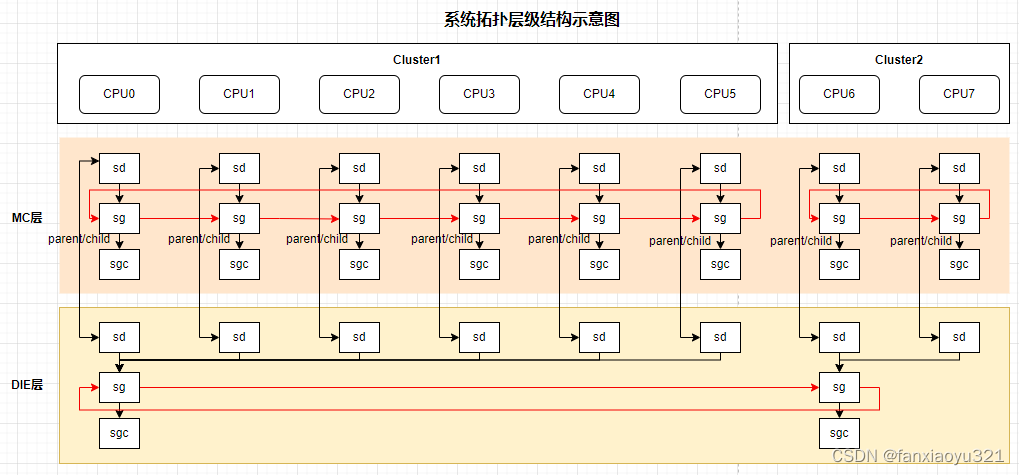 系统拓扑层级结构示意图
Cluster1
Cluster2
CPU0 CPU1 CPU2 CPU3 CPU4 CPU5 CPU6 CPU7
sd sd sd sd sd sd sd sd
MC层
sg sg sg sg sg sg sg sg
parent/child parent/child parent/child parent/child parent/child parent/child parent/child parent/child
sgc sgc sgc sgc sgc sgc sgc sgc
sd sd sd sd sd sd sd sd
DIE层
sg sg
sgc sgc
CSDN @fanxiaoyu321